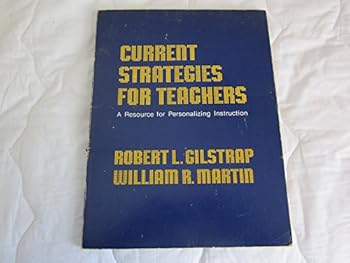 CURRENT
STRATEGIES
FOR TEACHERS
A Resource for Personalizing Instruction
ROBERT L. GILSTRAP
WILLIAM R. MARTIN